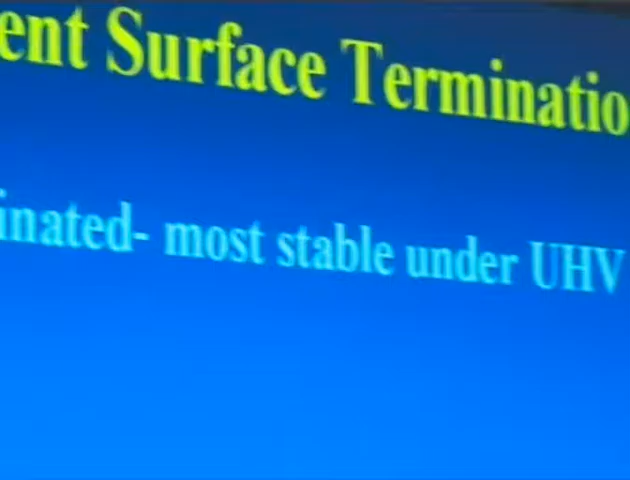 ent Surface Terminatio
inated- most stable under UHV